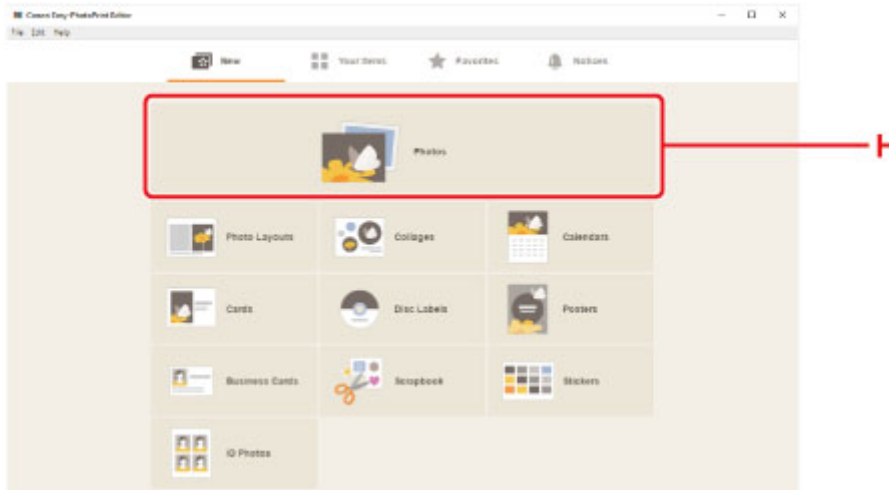 Canon Easy-PhotoPrint Editor
File Edit Help
New Your Items Favorites Notices
Photos
H
Photo Layouts Collages Calendars
Cards Disc Labels Posters
Business Cards Scrapbook Stickers
ID Photos